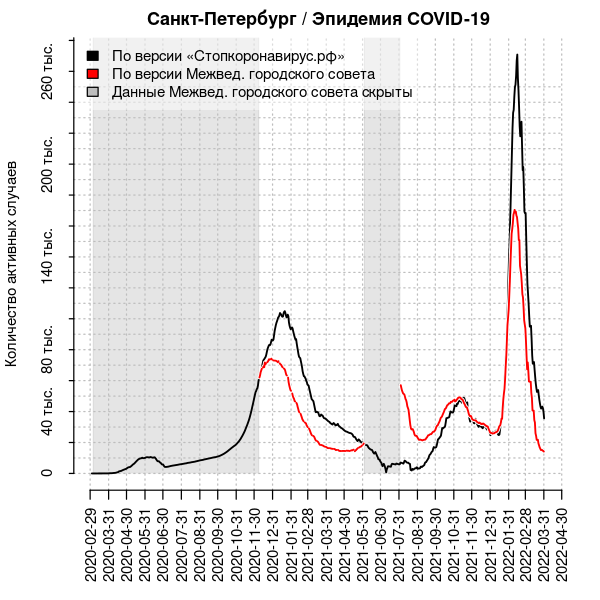 Санкт-Петербург / Эпидемия COVID-19
По версии «Стопкоронавирус.рф»
По версии Межвед. городского совета
Данные Межвед. городского совета скрыты
Количество активных случаев
260 тыс.
200 тыс.
140 тыс.
80 тыс.
40 тыс.
0
2020-02-29
2020-03-31
2020-04-30
2020-05-31
2020-06-30
2020-07-31
2020-08-31
2020-09-30
2020-10-31
2020-11-30
2020-12-31
2021-01-31
2021-02-28
2021-03-31
2021-04-30
2021-05-31
2021-06-30
2021-07-31
2021-08-31
2021-09-30
2021-10-31
2021-11-30
2021-12-31
2022-01-31
2022-02-28
2022-03-31
2022-04-30